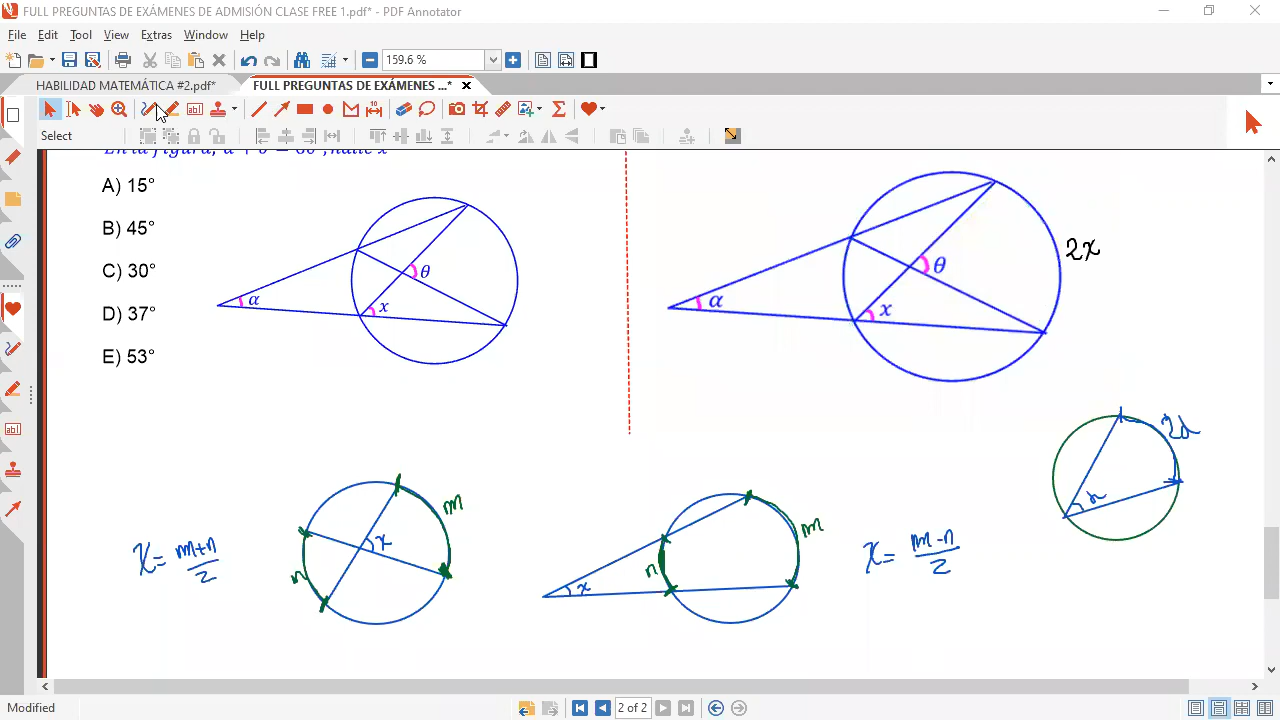 FULL PREGUNTAS DE EXÁMENES DE ADMISIÓN CLASE FREE 1.pdf* - PDF Annotator
File Edit Tool View Extras Window Help
159.6 %
HABILIDAD MATEMÁTICA #2.pdf*
FULL PREGUNTAS DE EXÁMENES ...*
Select
A) 15°
B) 45°
C) 30°
D) 37°
E) 53°
α θ x
α θ x 2x
x = m+n/2
m n x
m n x
x = m-n/2
2α
α
Modified
2 of 2